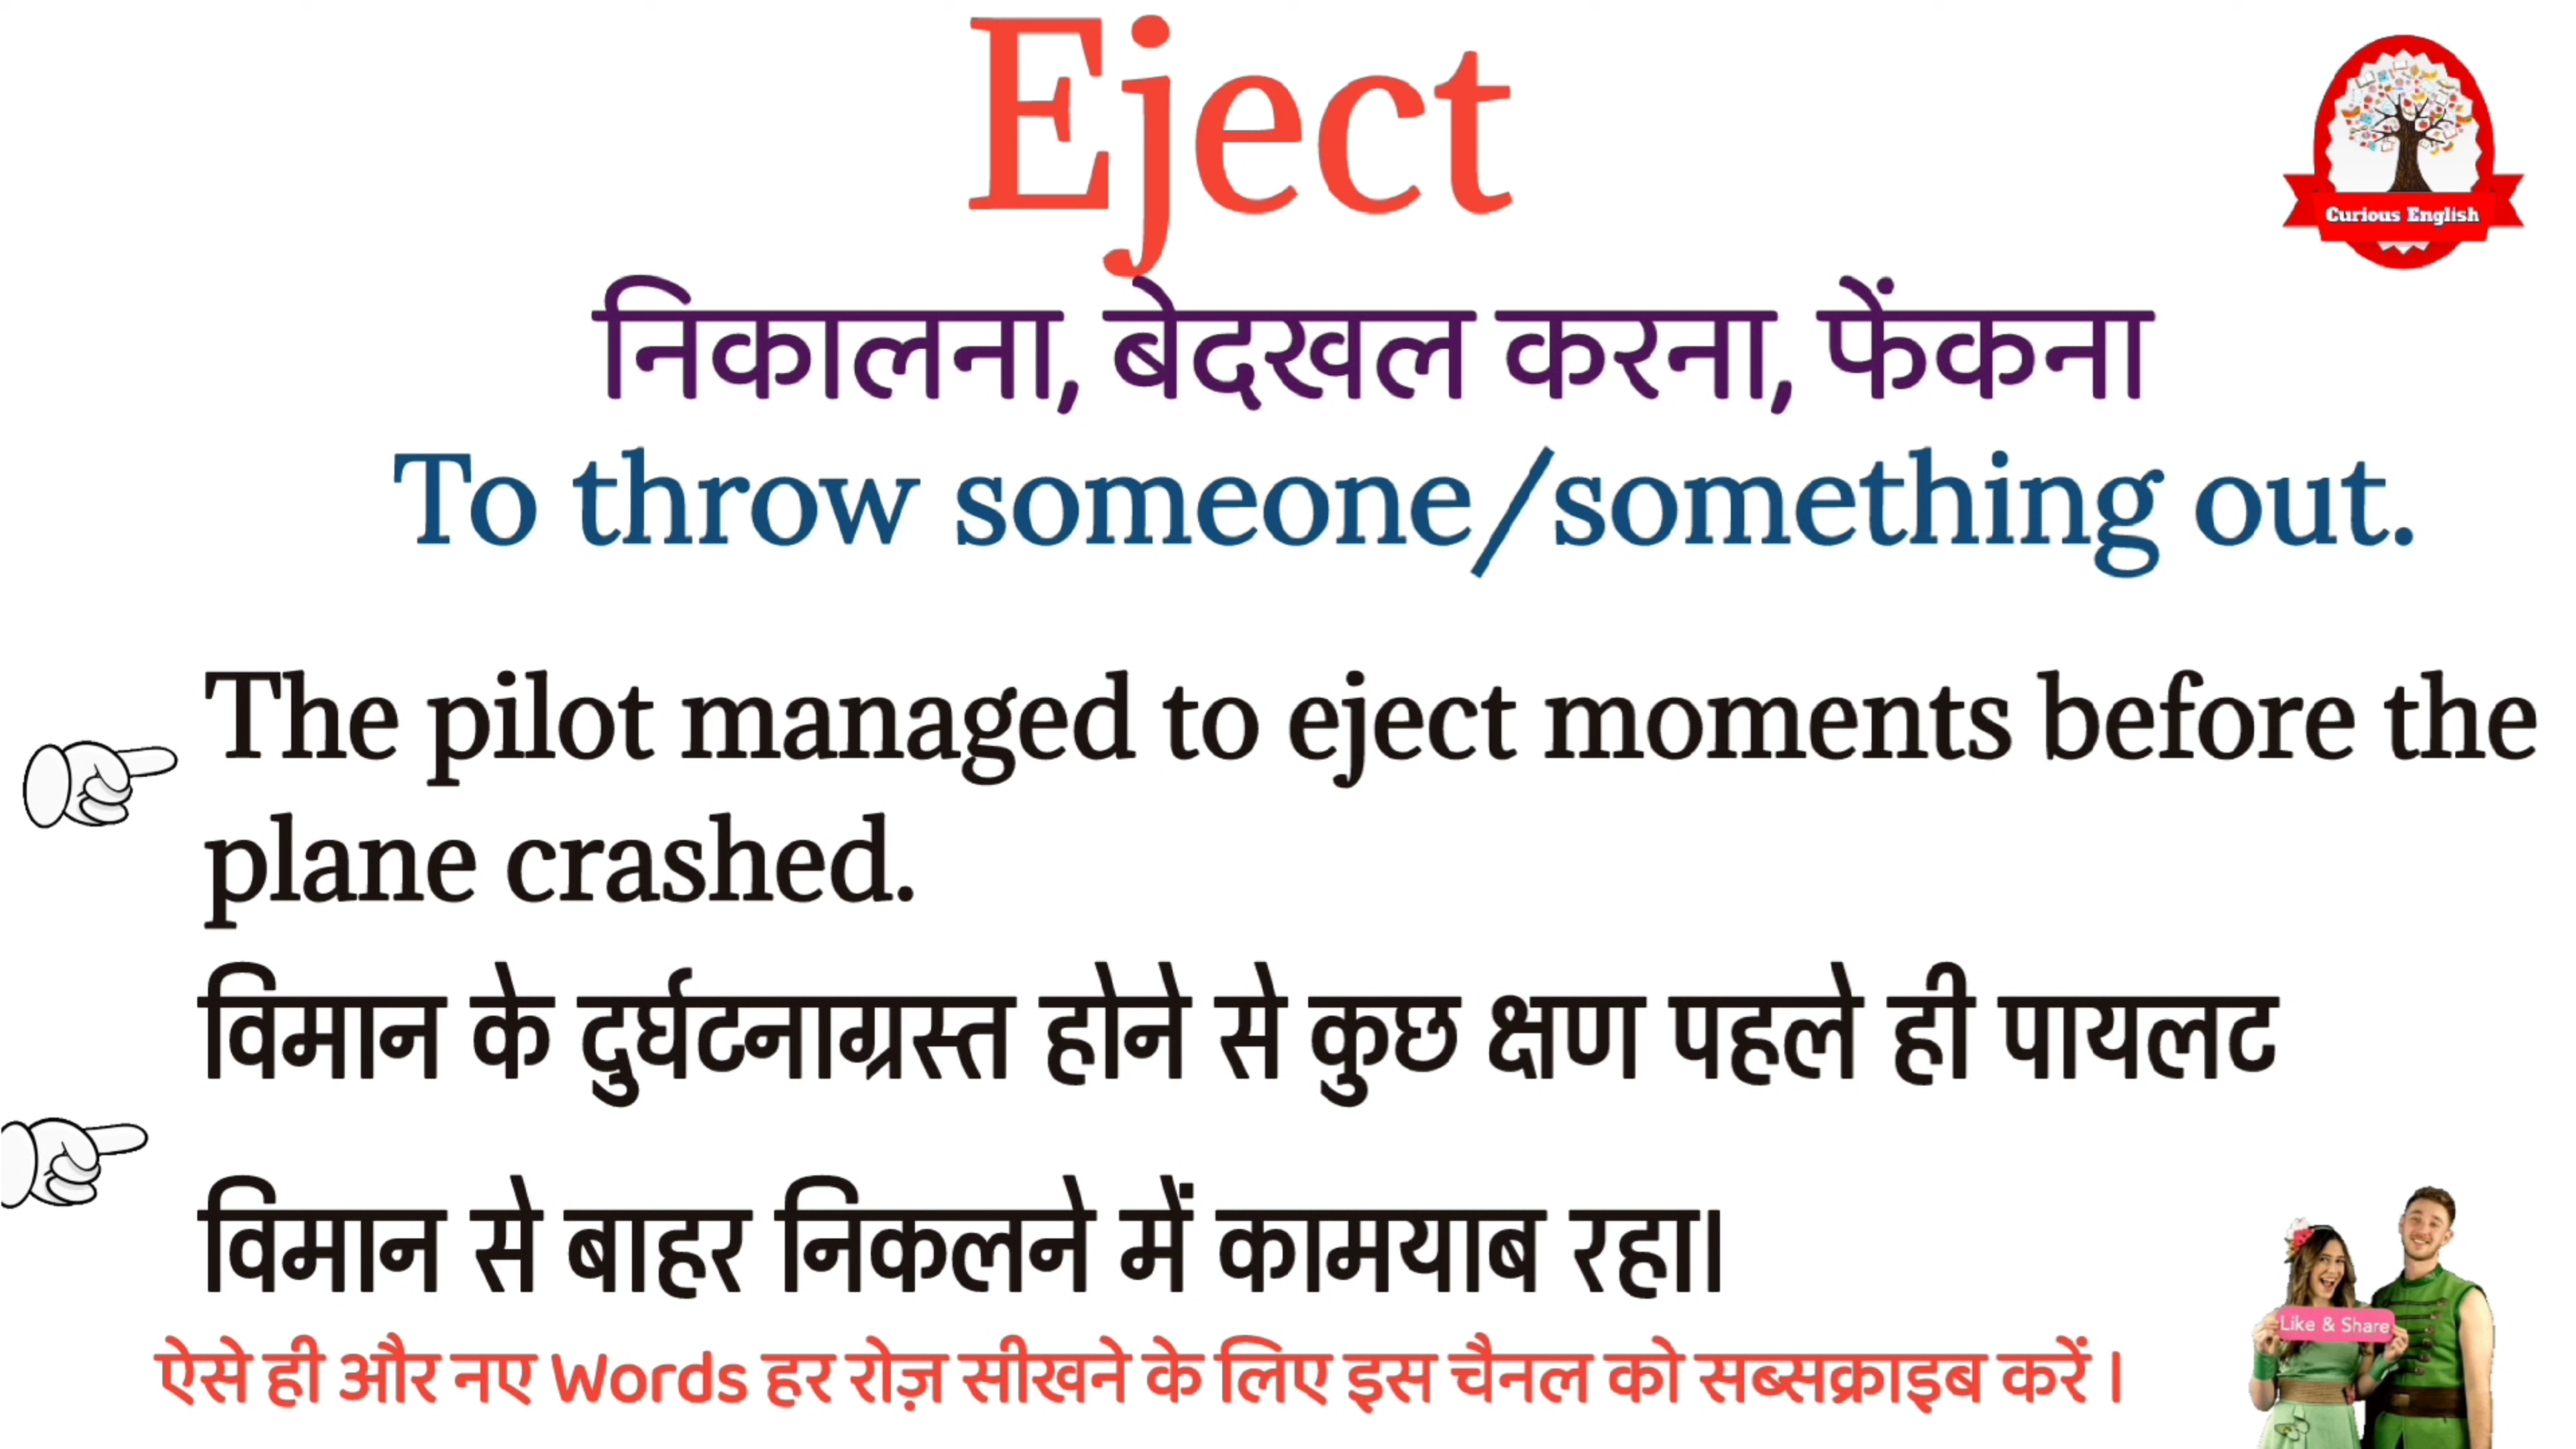 Eject
Curious English
निकालना, बेदखल करना, फेंकना
To throw someone/something out.
The pilot managed to eject moments before the
plane crashed.
विमान के दुर्घटनाग्रस्त होने से कुछ क्षण पहले ही पायलट
विमान से बाहर निकलने में कामयाब रहा।
Like & Share
ऐसे ही और नए Words हर रोज़ सीखने के लिए इस चैनल को सब्सक्राइब करें ।